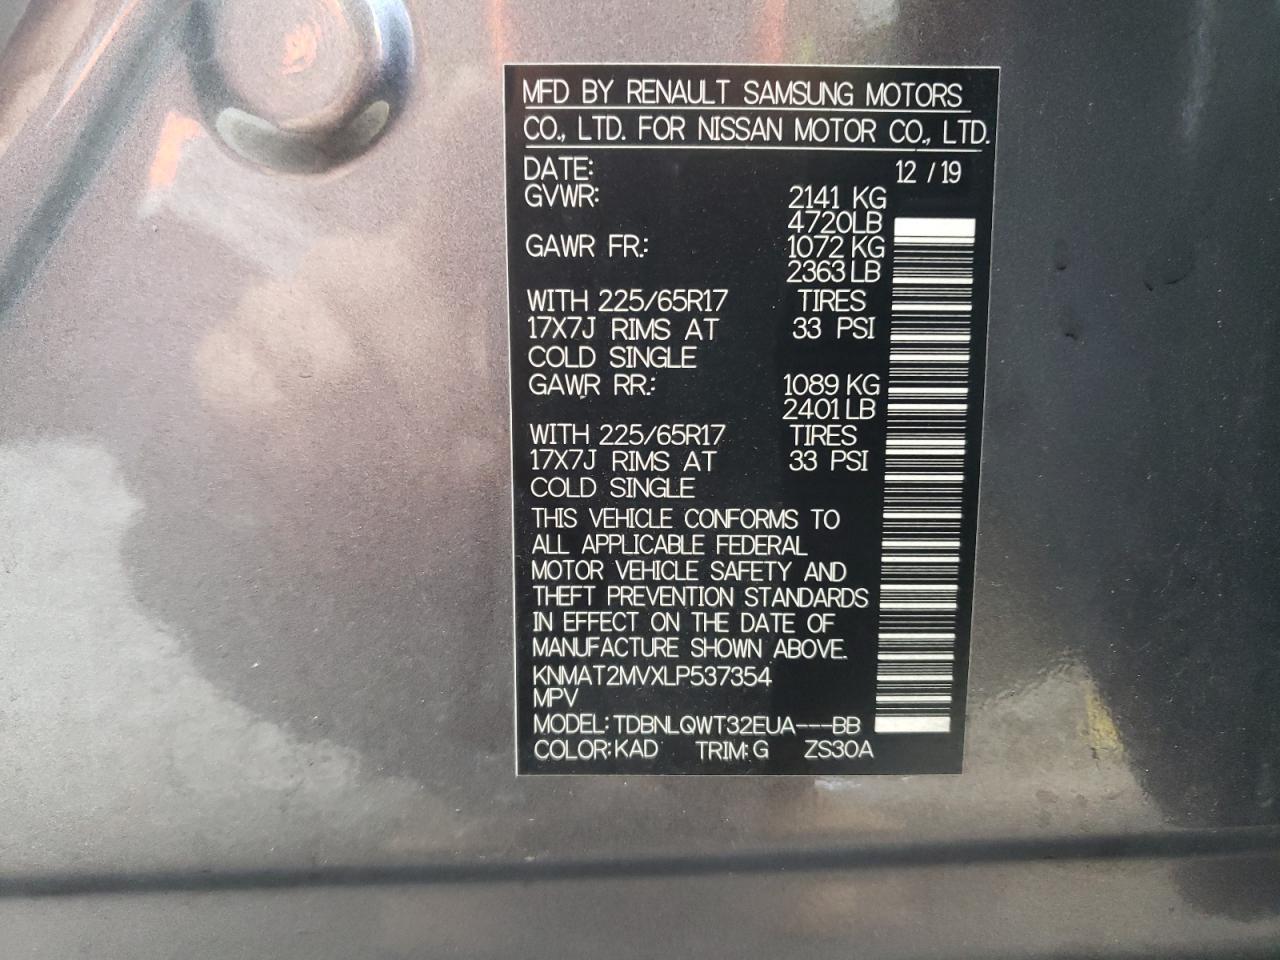 MFD BY RENAULT SAMSUNG MOTORS
CO., LTD. FOR NISSAN MOTOR CO., LTD.
DATE: 12 / 19
GVWR: 2141 KG
4720LB
GAWR FR.: 1072 KG
2363 LB
WITH 225/65R17 TIRES
17X7J RIMS AT 33 PSI
COLD SINGLE
GAWR RR.: 1089 KG
2401 LB
WITH 225/65R17 TIRES
17X7J RIMS AT 33 PSI
COLD SINGLE
THIS VEHICLE CONFORMS TO
ALL APPLICABLE FEDERAL
MOTOR VEHICLE SAFETY AND
THEFT PREVENTION STANDARDS
IN EFFECT ON THE DATE OF
MANUFACTURE SHOWN ABOVE.
KNMAT2MVXLP537354
MPV
MODEL: TDBNLQWT32EUA---BB
COLOR: KAD TRIM: G ZS30A